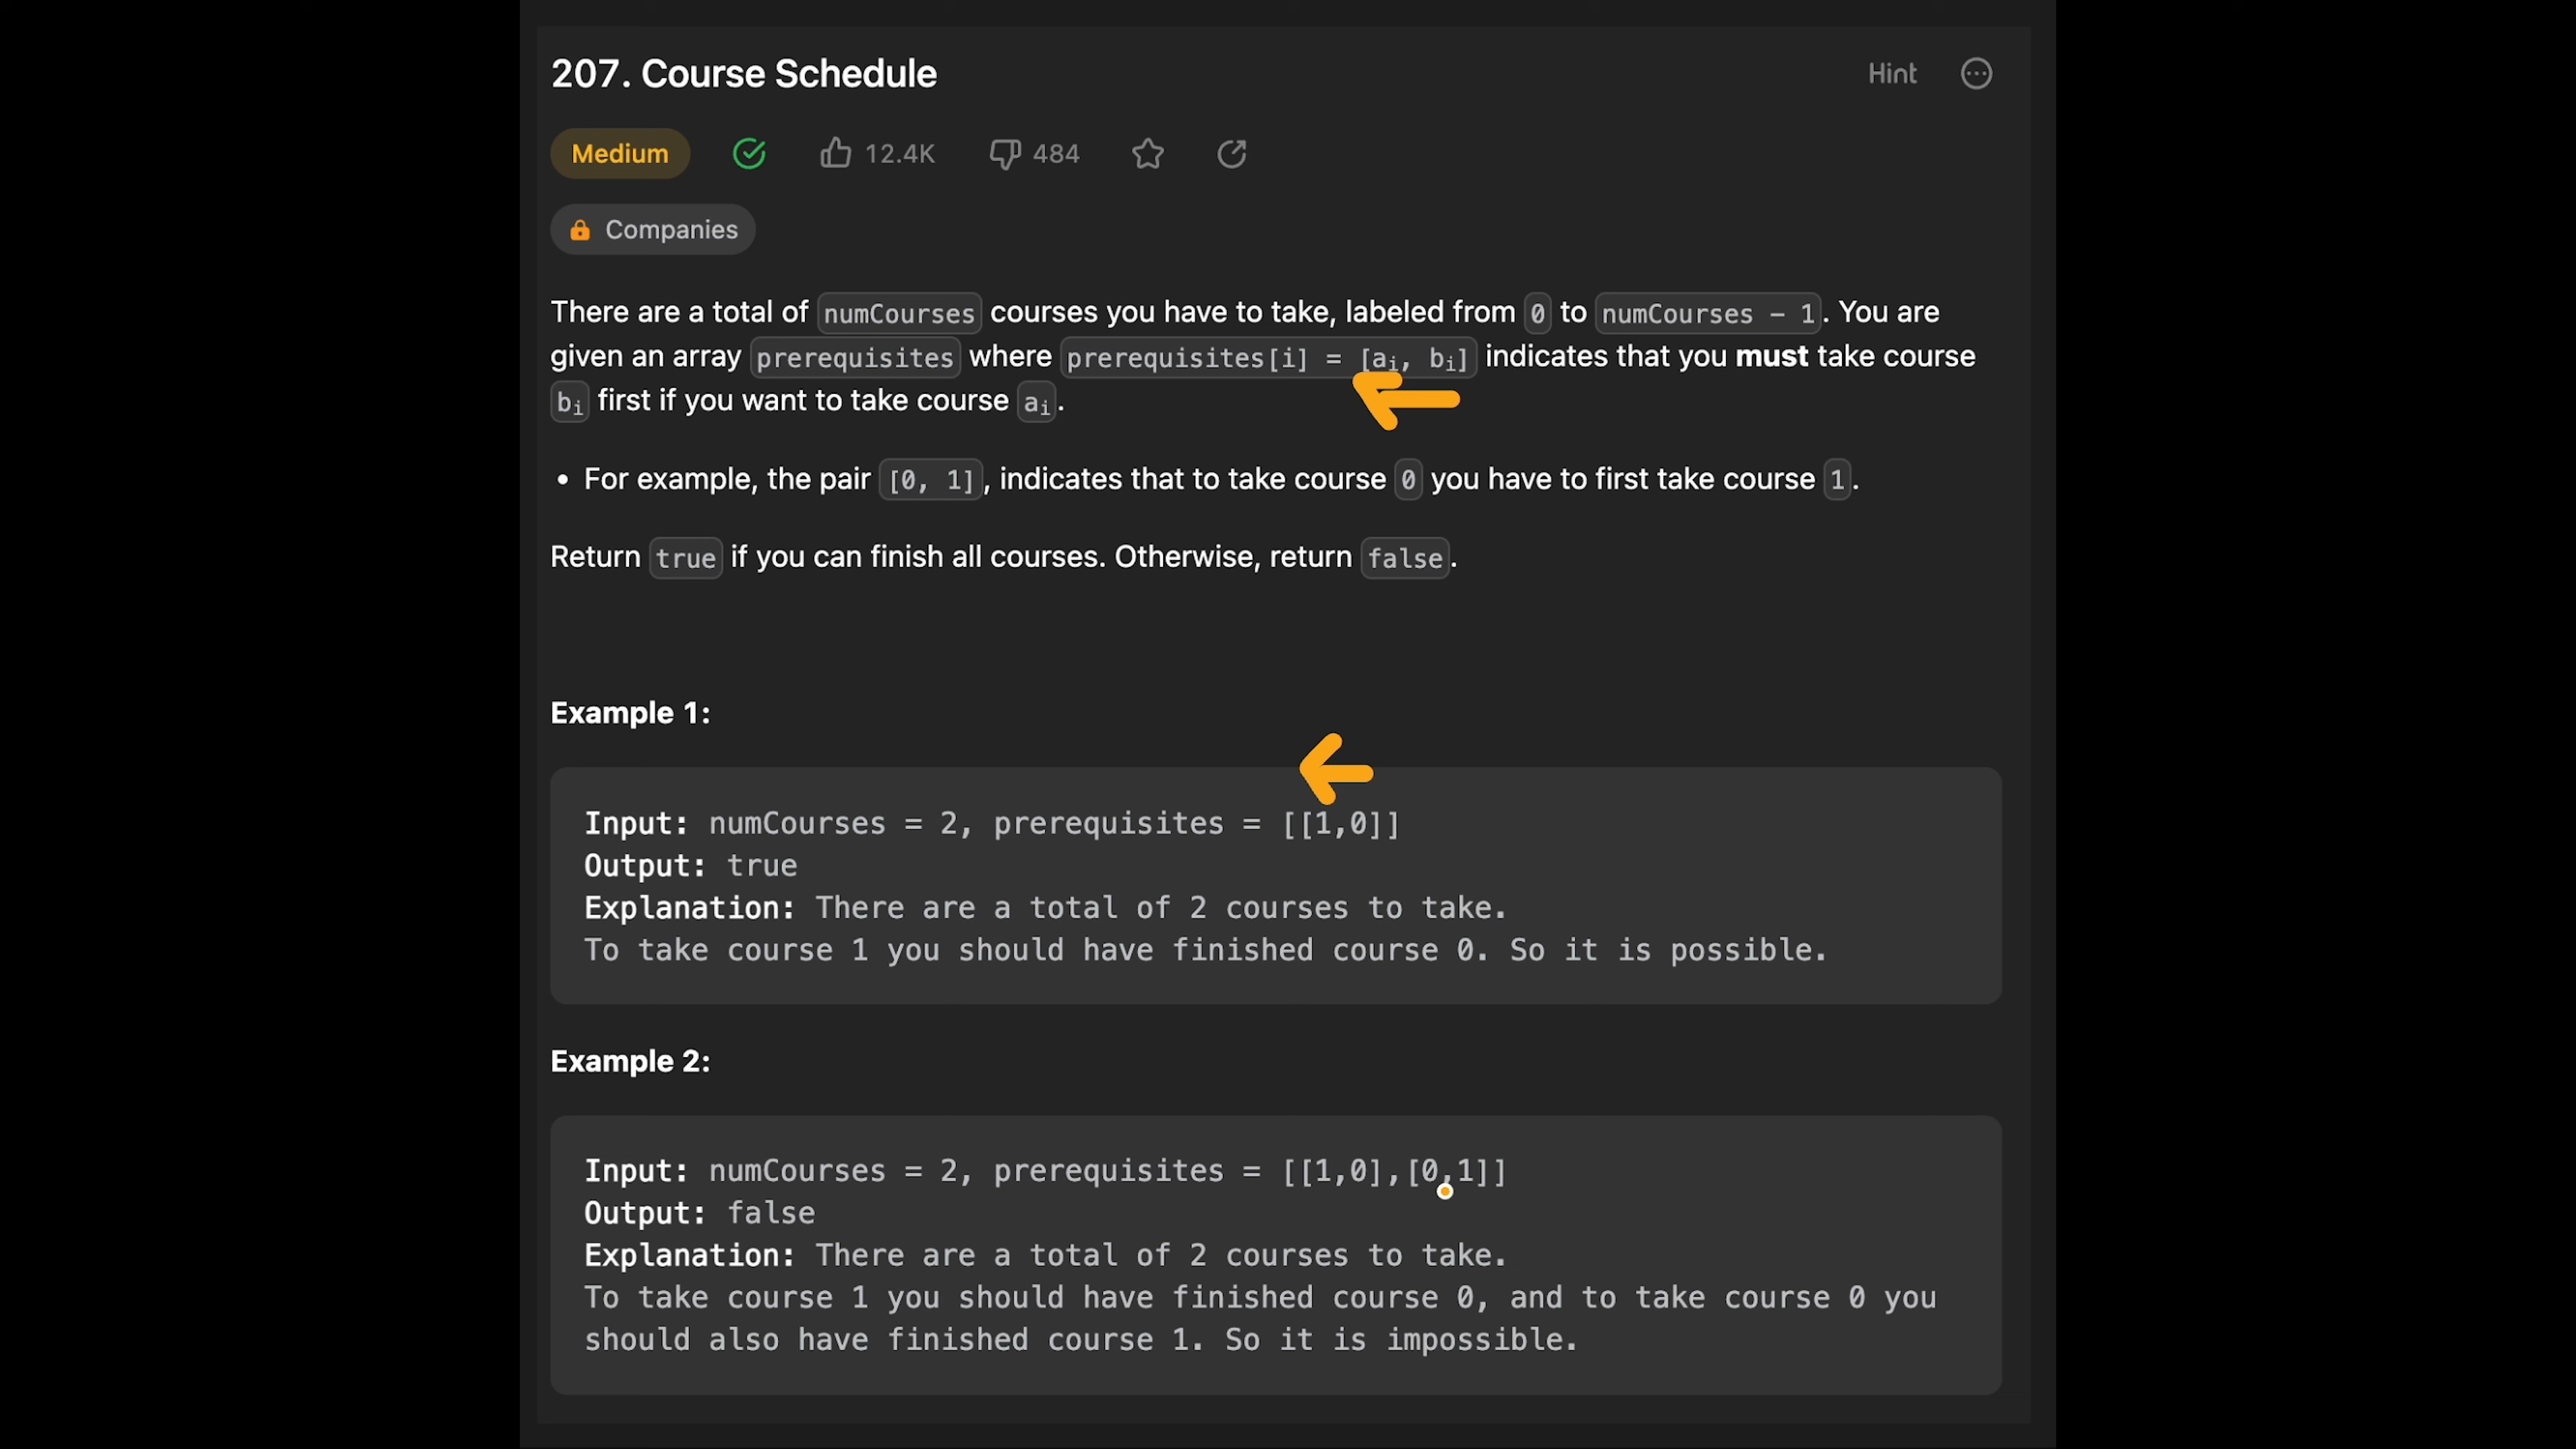 207. Course Schedule
Hint
Medium
12.4K
484
Companies
There are a total of numCourses courses you have to take, labeled from 0 to numCourses - 1. You are
given an array prerequisites where prerequisites[i] = [ai, bi] indicates that you must take course
bi first if you want to take course ai.
• For example, the pair [0, 1], indicates that to take course 0 you have to first take course 1.
Return true if you can finish all courses. Otherwise, return false.
Example 1:
Input: numCourses = 2, prerequisites = [[1,0]]
Output: true
Explanation: There are a total of 2 courses to take.
To take course 1 you should have finished course 0. So it is possible.
Example 2:
Input: numCourses = 2, prerequisites = [[1,0],[0,1]]
Output: false
Explanation: There are a total of 2 courses to take.
To take course 1 you should have finished course 0, and to take course 0 you
should also have finished course 1. So it is impossible.